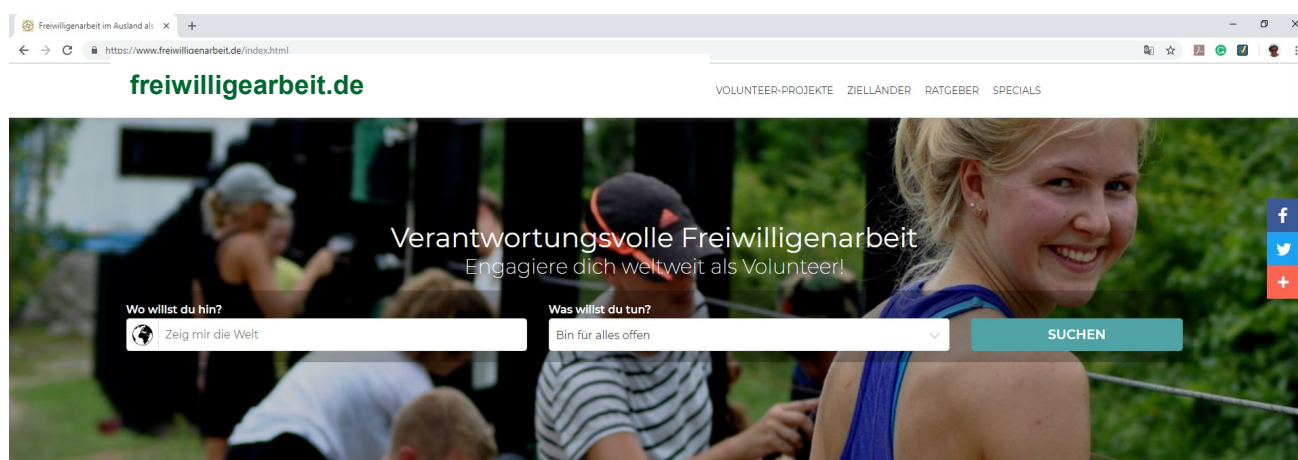 Freiwilligenarbeit im Ausland als
https://www.freiwilligenarbeit.de/index.html
freiwilligearbeit.de
VOLUNTEER-PROJEKTE ZIELLÄNDER RATGEBER SPECIALS
Verantwortungsvolle Freiwilligenarbeit
Engagiere dich weltweit als Volunteer!
Wo willst du hin? Was willst du tun?
Zeig mir die Welt Bin für alles offen SUCHEN